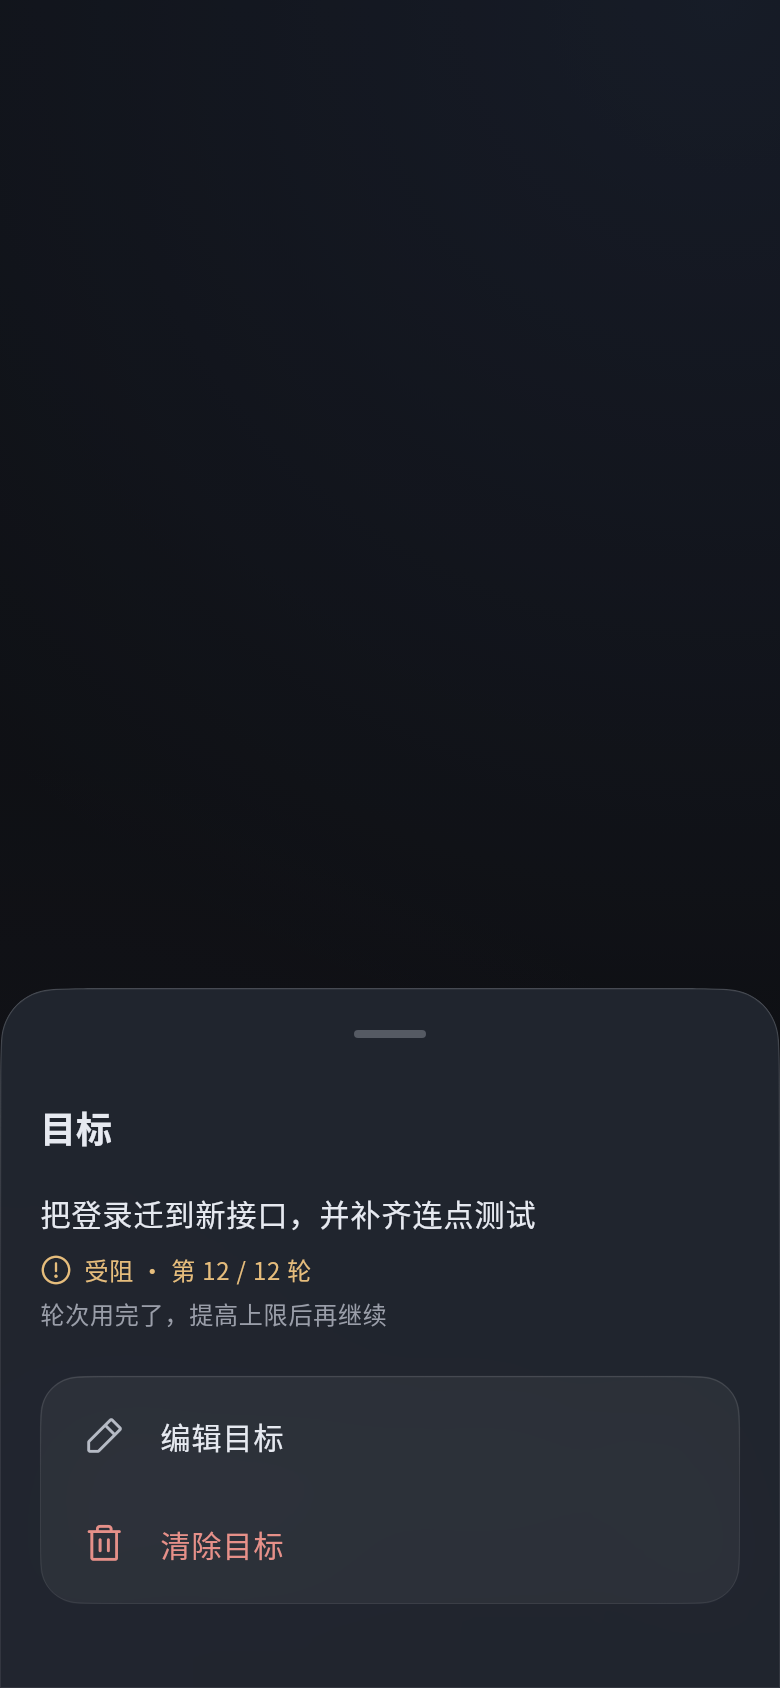 目标
把登录迁到新接口，并补齐连点测试
受阻 · 第 12 / 12 轮
轮次用完了，提高上限后再继续
编辑目标
清除目标